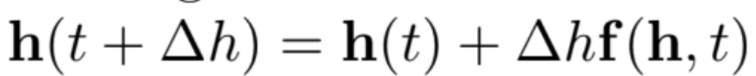 h(t + Δh) = h(t) + Δhf(h, t)